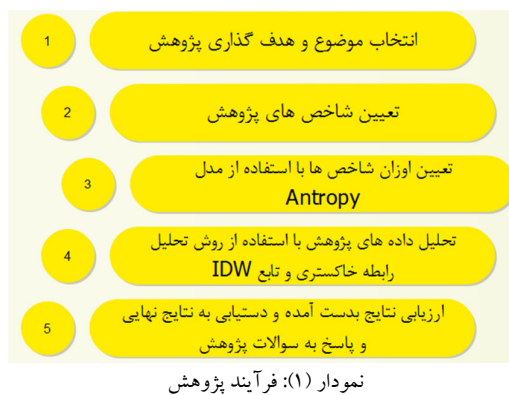 1
انتخاب موضوع و هدف گذاری پژوهش
2
تعیین شاخص های پژوهش
3
تعیین اوزان شاخص ها با استفاده از مدل
Antropy
4
تحلیل داده های پژوهش با استفاده از روش تحلیل
رابطه خاکستری و تابع IDW
5
ارزیابی نتایج بدست آمده و دستیابی به نتایج نهایی
و پاسخ به سوالات پژوهش
نمودار (۱): فرآیند پژوهش